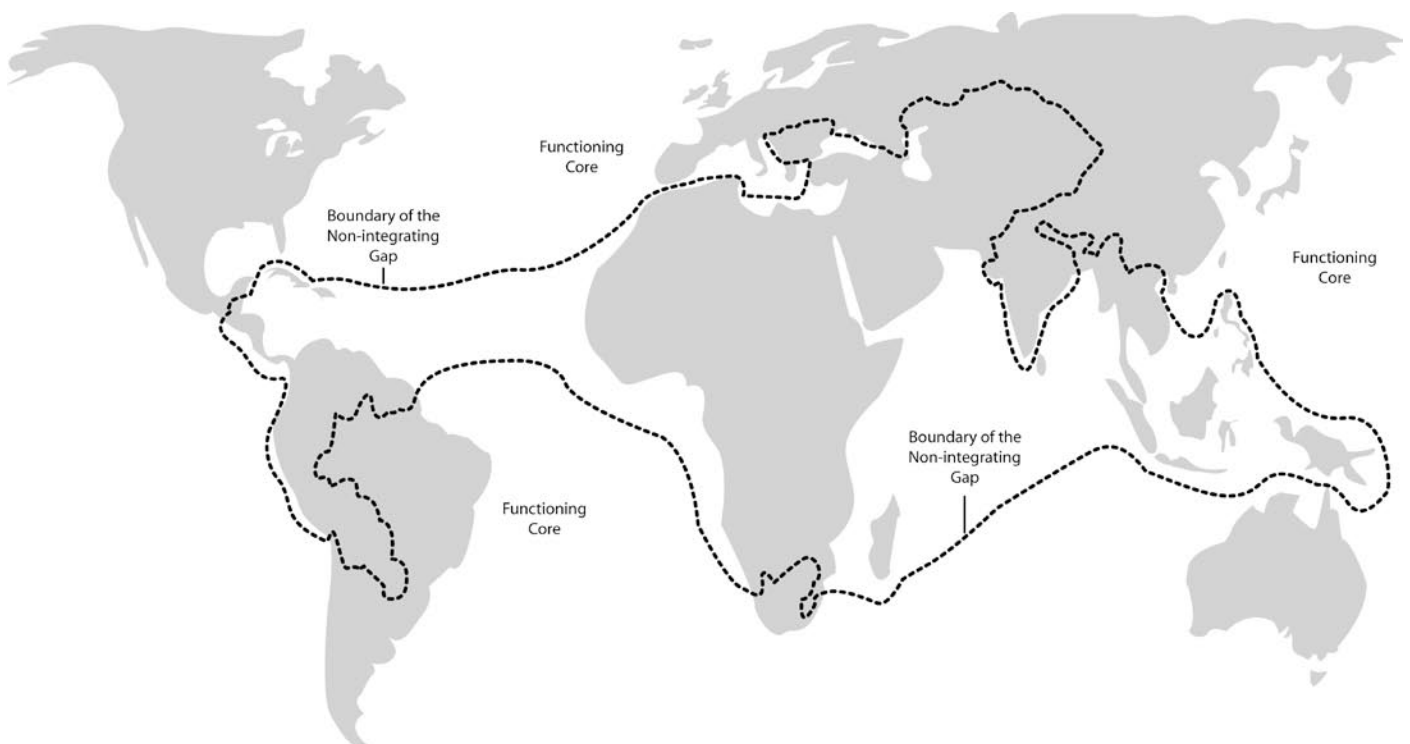 Functioning
Core
Boundary of the
Non-integrating
Gap
Functioning
Core
Boundary of the
Non-integrating
Gap
Functioning
Core